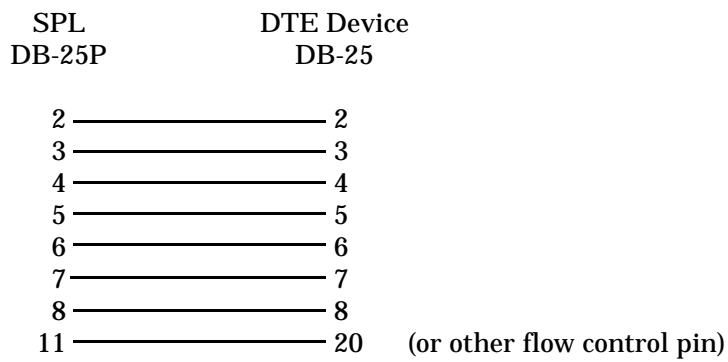 SPL DTE Device
DB-25P DB-25
2 2
3 3
4 4
5 5
6 6
7 7
8 8
11 20 (or other flow control pin)